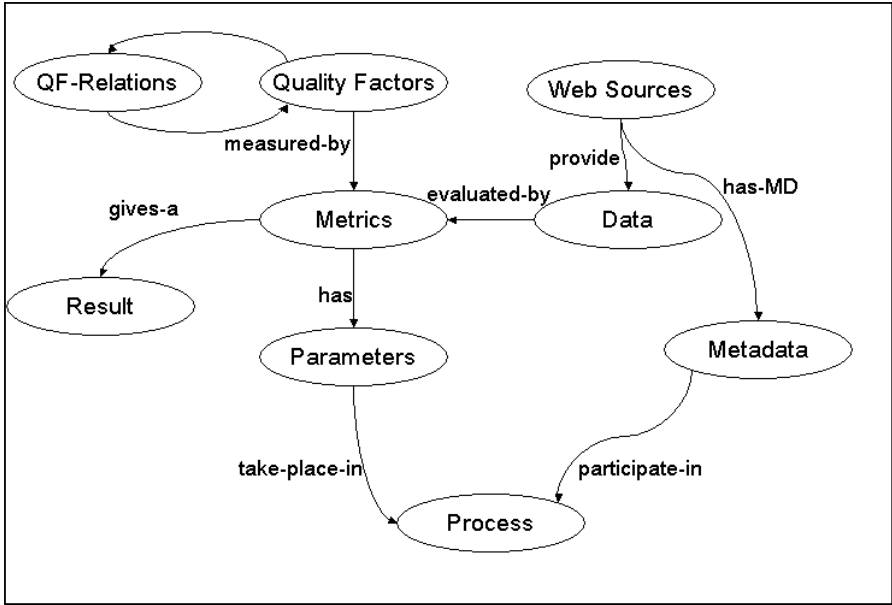 QF-Relations
Quality Factors
Web Sources
measured-by
provide
has-MD
evaluated-by
gives-a
Metrics
Data
Result
has
Parameters
Metadata
take-place-in
participate-in
Process